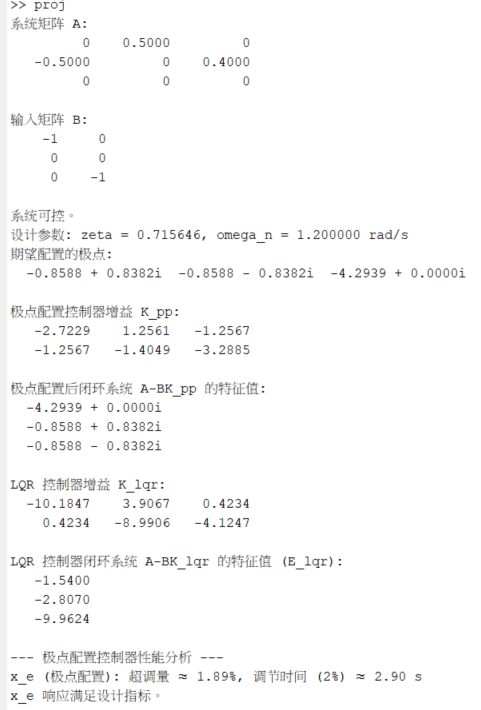 >> proj
系统矩阵 A:
0 0.5000 0
-0.5000 0 0.4000
0 0 0
输入矩阵 B:
-1 0
0 0
0 -1
系统可控。
设计参数: zeta = 0.715646, omega_n = 1.200000 rad/s
期望配置的极点:
-0.8588 + 0.8382i -0.8588 - 0.8382i -4.2939 + 0.0000i
极点配置控制器增益 K_pp:
-2.7229 1.2561 -1.2567
-1.2567 -1.4049 -3.2885
极点配置后闭环系统 A-BK_pp 的特征值:
-4.2939 + 0.0000i
-0.8588 + 0.8382i
-0.8588 - 0.8382i
LQR 控制器增益 K_lqr:
-10.1847 3.9067 0.4234
0.4234 -8.9906 -4.1247
LQR 控制器闭环系统 A-BK_lqr 的特征值 (E_lqr):
-1.5400
-2.8070
-9.9624
--- 极点配置控制器性能分析 ---
x_e (极点配置): 超调量 ≈ 1.89%, 调节时间 (2%) ≈ 2.90 s
x_e 响应满足设计指标。